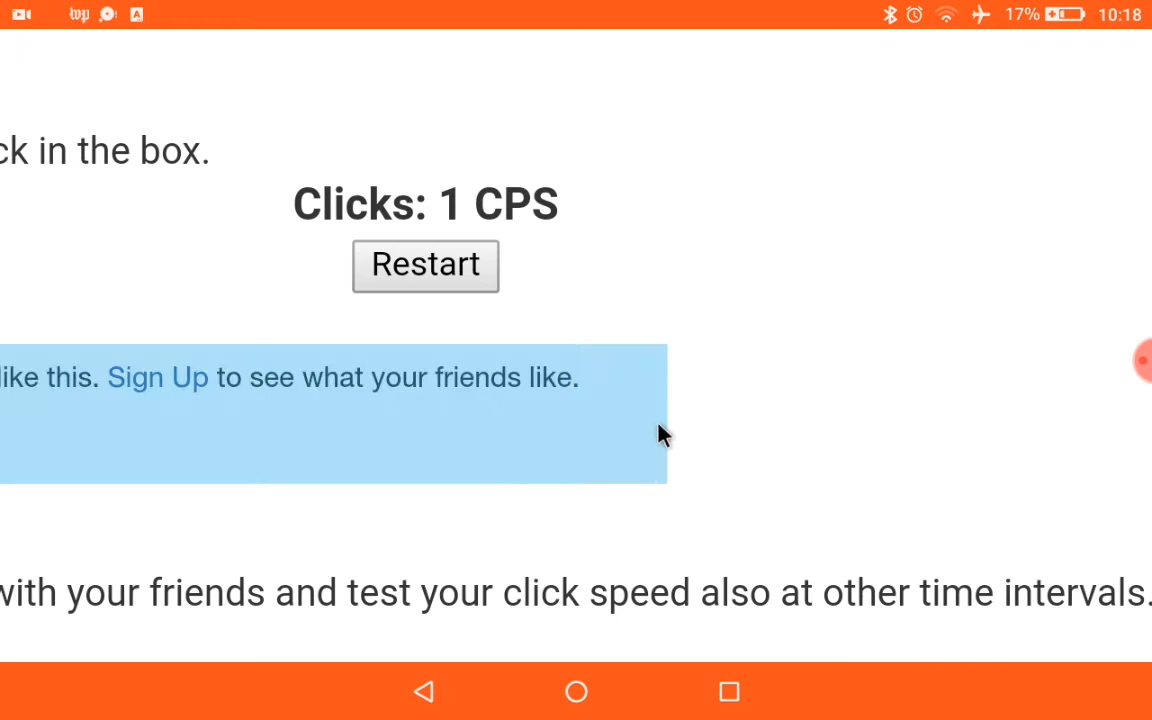 17% 10:18
ck in the box.
Clicks: 1 CPS
Restart
like this. Sign Up to see what your friends like.
with your friends and test your click speed also at other time intervals.